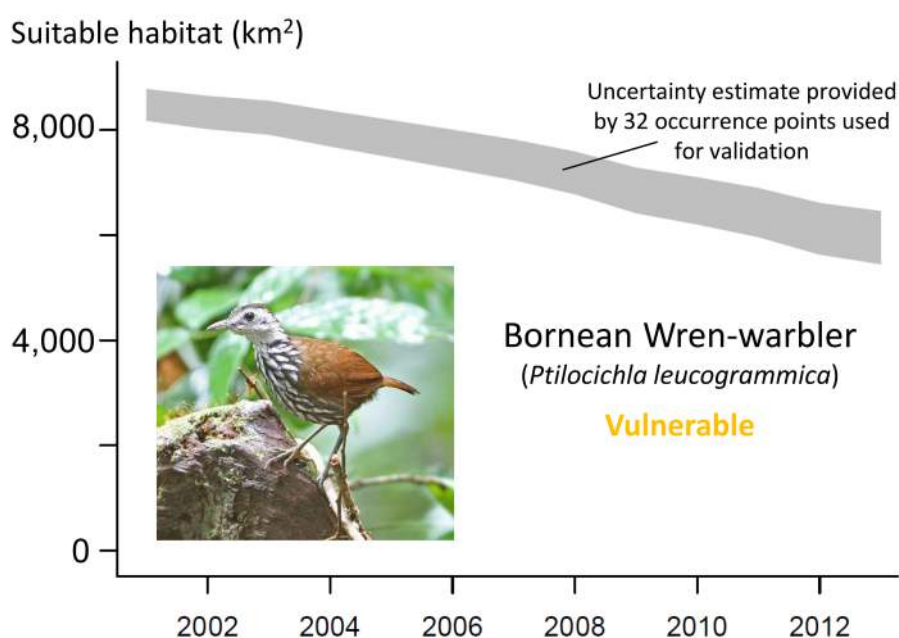 Suitable habitat (km²)
Uncertainty estimate provided
by 32 occurrence points used
for validation
8,000
4,000
Bornean Wren-warbler
(Ptilocichla leucogrammica)
Vulnerable
0
2002 2004 2006 2008 2010 2012